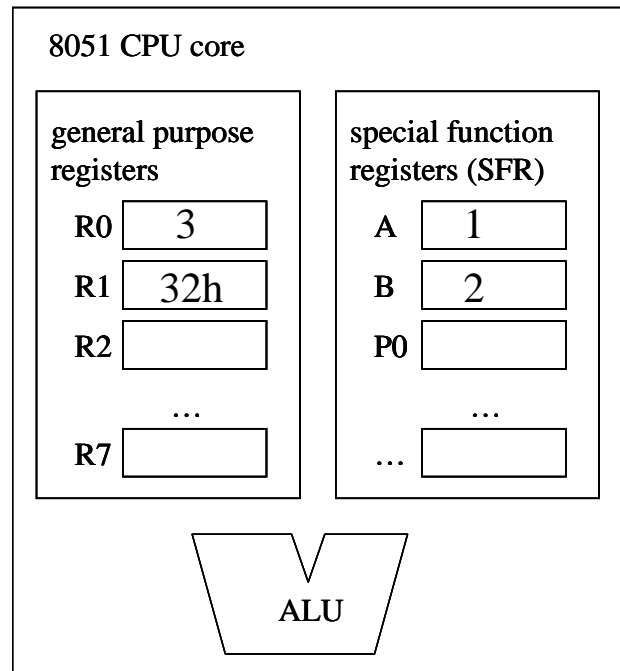 8051 CPU core
general purpose
registers
R0 3
R1 32h
R2
...
R7
special function
registers (SFR)
A 1
B 2
P0
...
...
ALU